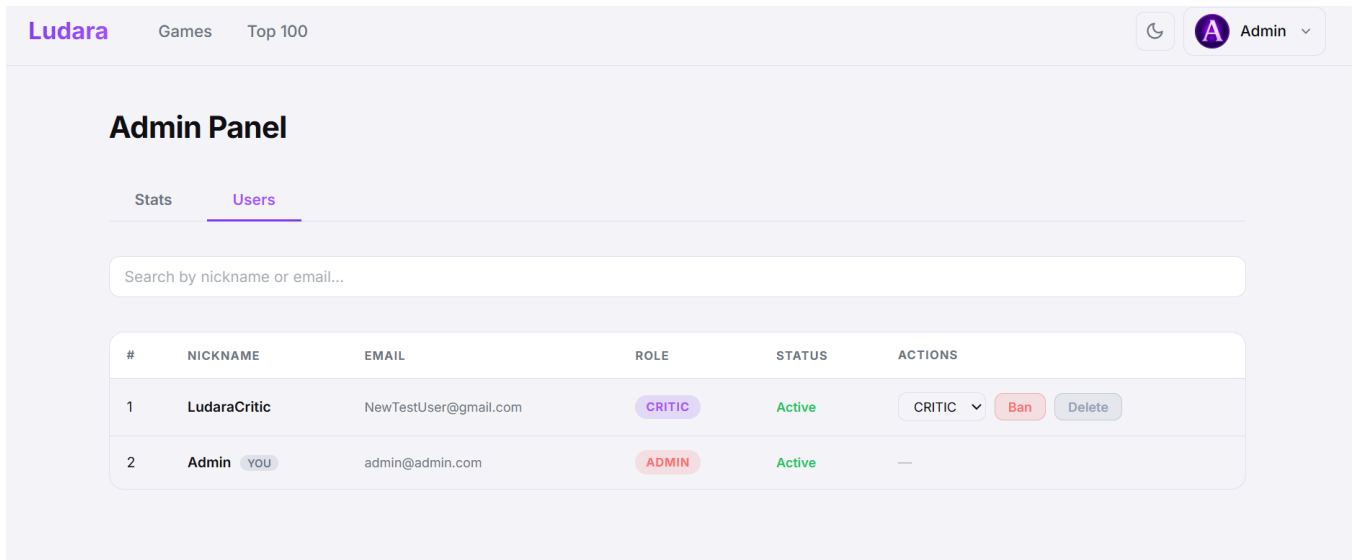 Ludara Games Top 100 A Admin
Admin Panel
Stats Users
Search by nickname or email...
# NICKNAME EMAIL ROLE STATUS ACTIONS
1 LudaraCritic NewTestUser@gmail.com CRITIC Active CRITIC Ban Delete
2 Admin YOU admin@admin.com ADMIN Active —